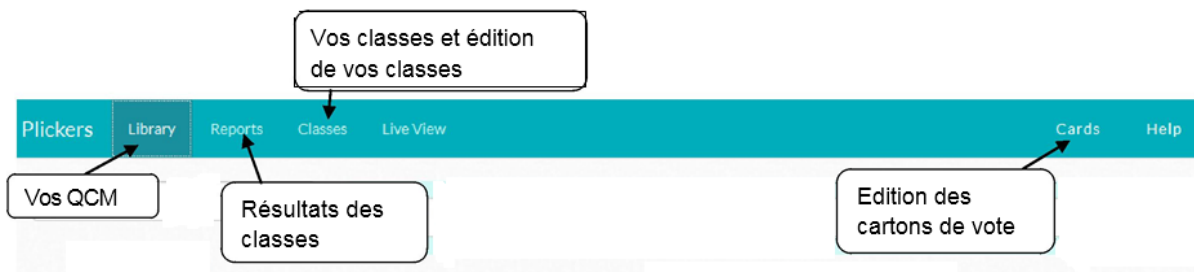 Vos classes et édition
de vos classes
Plickers Library Reports Classes Live View Cards Help
Vos QCM
Résultats des
classes
Edition des
cartons de vote